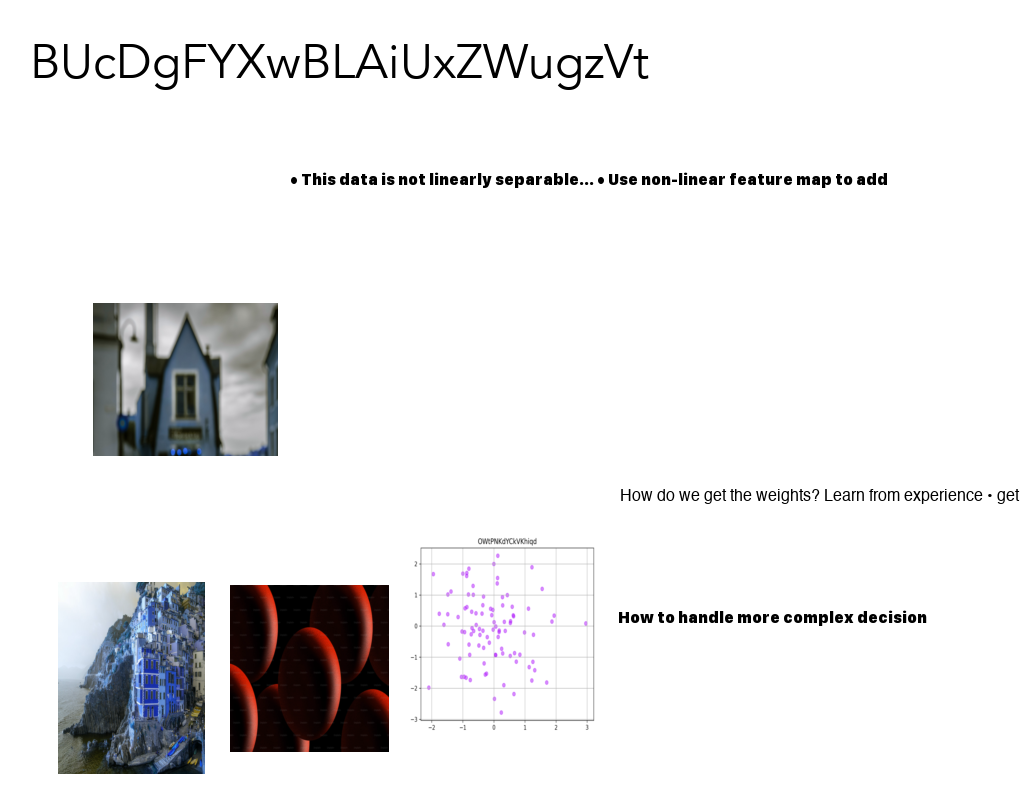 BUcDgFYXwBLAiUxZWugzVt
• This data is not linearly separable... • Use non-linear feature map to add
How do we get the weights? Learn from experience • get
OWtPNKdYCkVKhiqd
2
1
0
−1
−2
−3
−2 −1 0 1 2 3
How to handle more complex decision